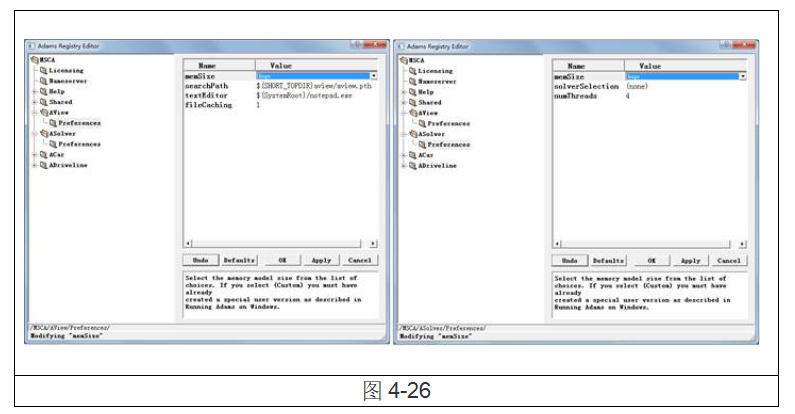 Adams Registry Editor
MSCA
Licensing
Nameserver
Help
Shared
AView
Preferences
ASolver
Preferences
ACar
ADriveline
Name Value
memSize huge
searchPath $(SHORT_TOPDIR)aview/aview.pth
textEditor $(SystemRoot)/notepad.exe
fileCaching 1
Undo Defaults OK Apply Cancel
Select the memory model size from the list of
choices. If you select (Custom) you must have
already
created a special user version as described in
Running Adams on Windows.
/MSCA/AView/Preferences/
Modifying "memSize"
Adams Registry Editor
MSCA
Licensing
Nameserver
Help
Shared
AView
Preferences
ASolver
Preferences
ACar
ADriveline
Name Value
memSize huge
solverSelection (none)
numThreads 4
Undo Defaults OK Apply Cancel
Select the memory model size from the list of
choices. If you select (Custom) you must have
already
created a special user version as described in
Running Adams on Windows.
/MSCA/ASolver/Preferences/
Modifying "memSize"
图 4-26